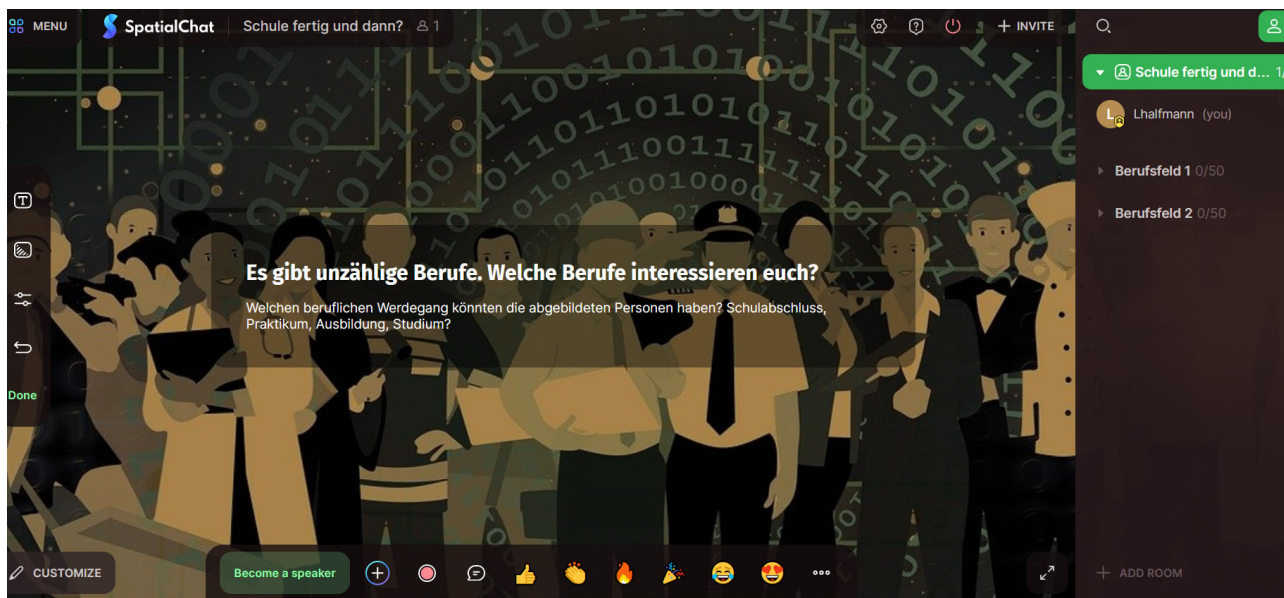 MENU
SpatialChat
Schule fertig und dann?
1
INVITE
Schule fertig und d... 1/
L
Lhalfmann (you)
Berufsfeld 1 0/50
Berufsfeld 2 0/50
T
Es gibt unzählige Berufe. Welche Berufe interessieren euch?
Welchen beruflichen Werdegang könnten die abgebildeten Personen haben? Schulabschluss,
Praktikum, Ausbildung, Studium?
Done
CUSTOMIZE
Become a speaker
ADD ROOM